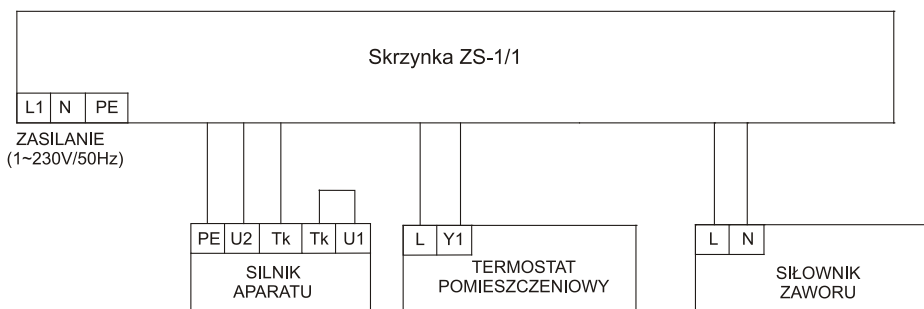 Skrzynka ZS-1/1
L1 N PE
ZASILANIE
(1~230V/50Hz)
PE U2 Tk Tk U1
SILNIK
APARATU
L Y1
TERMOSTAT
POMIESZCZENIOWY
L N
SIŁOWNIK
ZAWORU